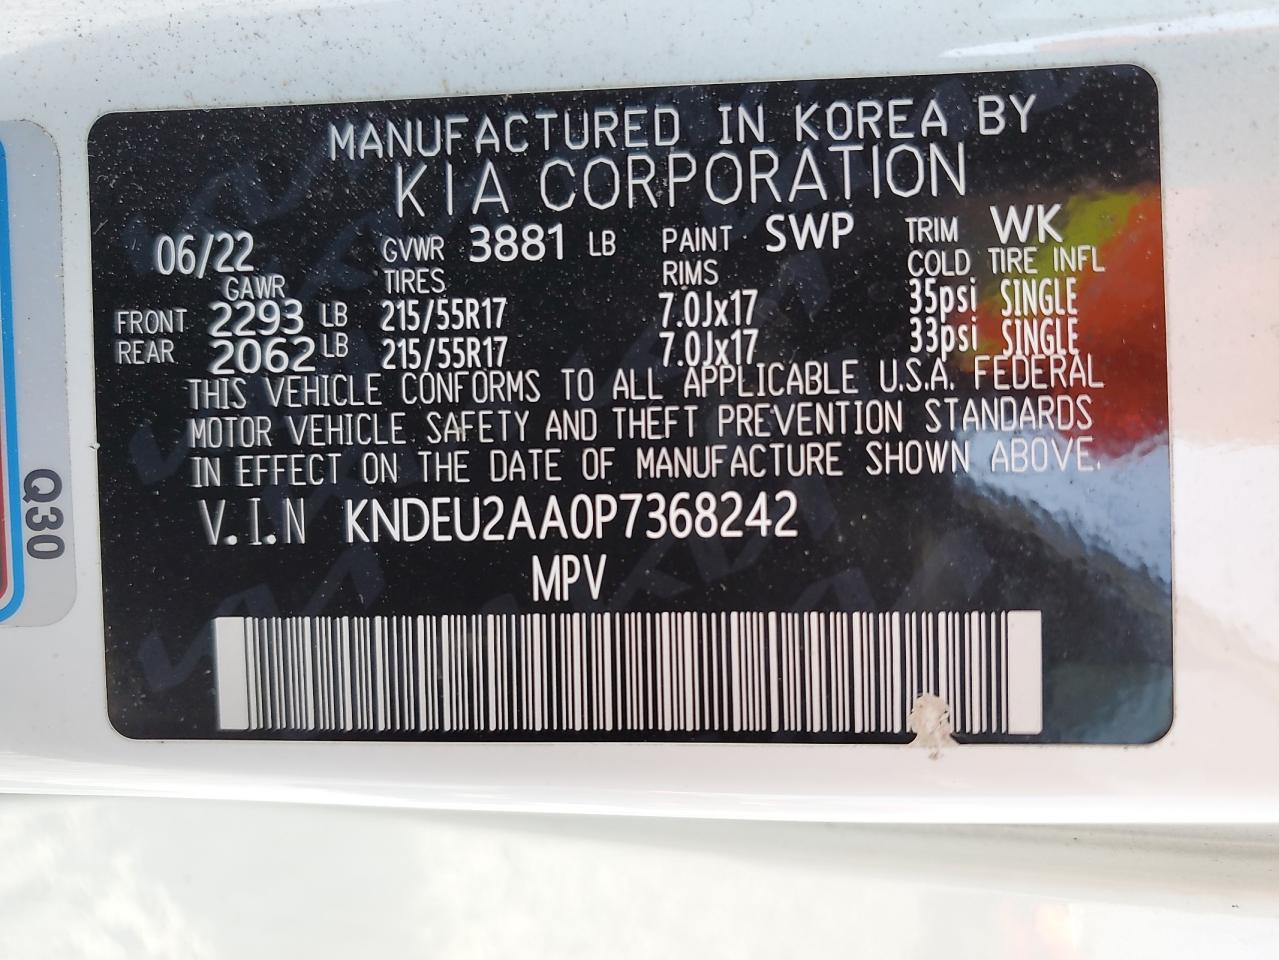 MANUFACTURED IN KOREA BY
KIA CORPORATION
06/22 GVWR 3881 LB PAINT SWP TRIM WK
GAWR TIRES RIMS COLD TIRE INFL
FRONT 2293 LB 215/55R17 7.0Jx17 35psi SINGLE
REAR 2062 LB 215/55R17 7.0Jx17 33psi SINGLE
THIS VEHICLE CONFORMS TO ALL APPLICABLE U.S.A. FEDERAL
MOTOR VEHICLE SAFETY AND THEFT PREVENTION STANDARDS
IN EFFECT ON THE DATE OF MANUFACTURE SHOWN ABOVE.
V.I.N KNDEU2AA0P7368242
MPV
Q30